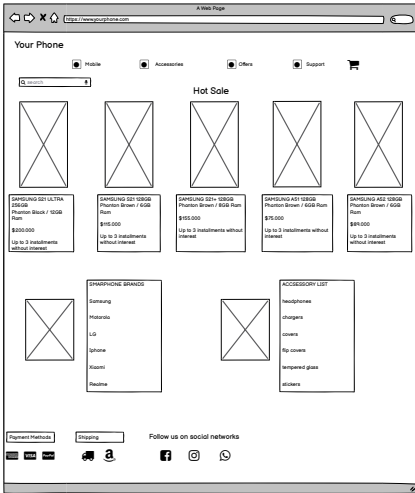 A Web Page
https://www.yourphone.com
Your Phone
Mobile
Accessories
Offers
Support
search
Hot Sale
SAMSUNG S21 ULTRA
256GB
Phanton Black / 12GB
Ram
$200.000
Up to 3 installments
without interest
SAMSUNG S21 128GB
Phanton Brown / 6GB
Ram
$115.000
Up to 3 installments
without interest
SAMSUNG S21+ 128GB
Phanton Brown / 8GB Ram
$155.000
Up to 3 installments without
interest
SAMSUNG A51 128GB
Phanton Brown / 6GB Ram
$75.000
Up to 3 installments without
interest
SAMSUNG A52 128GB
Phanton Brown / 6GB
Ram
$89.000
Up to 3 installments
without interest
SMARPHONE BRANDS
Samsung
Motorola
LG
Iphone
Xiaomi
Realme
ACCSESSORY LIST
headphones
chargers
covers
flip covers
tempered glass
stickers
Payment Methods
Shipping
Follow us on social networks
VISA
PayPal